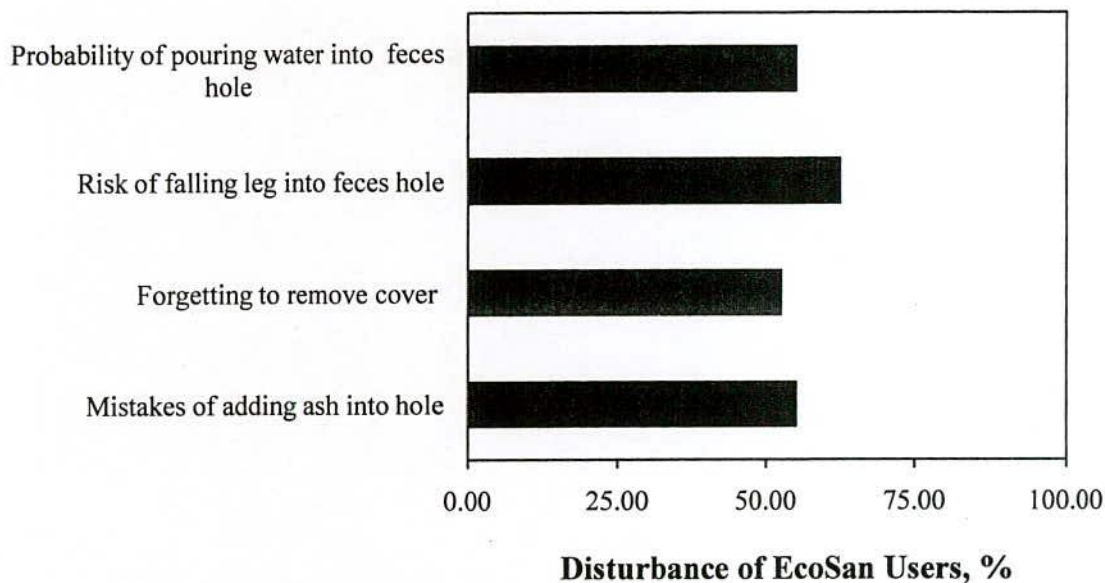 Probability of pouring water into feces
hole
Risk of falling leg into feces hole
Forgetting to remove cover
Mistakes of adding ash into hole
0.00 25.00 50.00 75.00 100.00
Disturbance of EcoSan Users, %